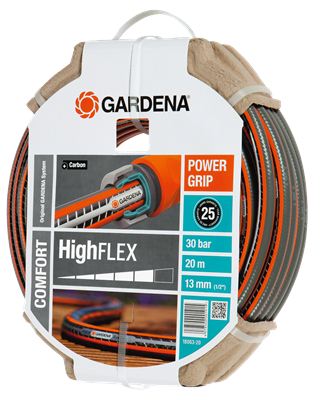 GARDENA
Carbon
Original GARDENA System
GARDENA
POWER
GRIP
25
COMFORT
HighFLEX
30 bar
20 m
13 mm (1/2")
18063-20